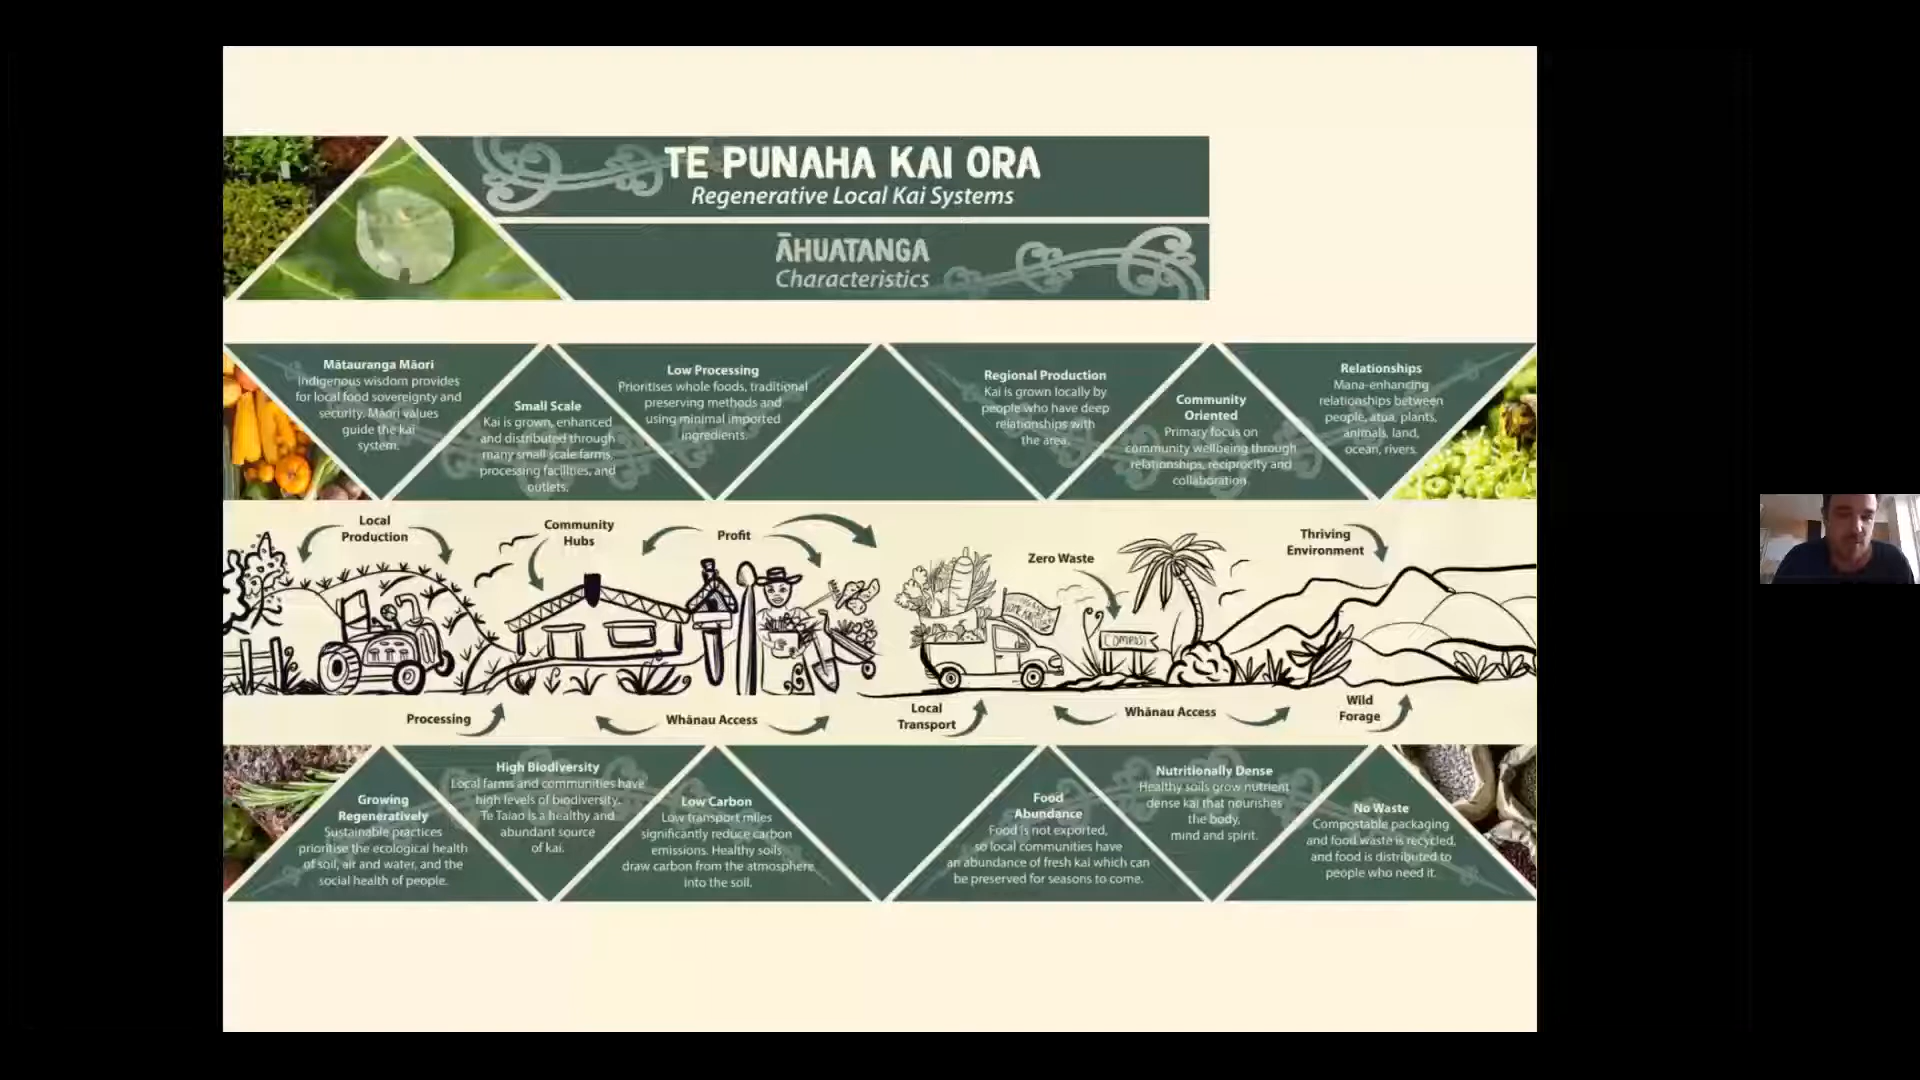 TE PUNAHA KAI ORA
Regenerative Local Kai Systems
ĀHUATANGA
Characteristics
Mātauranga Māori
Indigenous wisdom provides
for local food sovereignty and
security. Māori values
guide the kai
system.
Small Scale
Kai is grown, enhanced
and distributed through
many small scale farms,
processing facilities, and
outlets.
Low Processing
Prioritises whole foods, traditional
preserving methods and
using minimal imported
ingredients.
Regional Production
Kai is grown locally by
people who have deep
relationships with
the area.
Community
Oriented
Primary focus on
community wellbeing through
relationships, reciprocity and
collaboration.
Relationships
Mana-enhancing
relationships between
people, atua, plants,
animals, land,
ocean, rivers.
Local
Production
Community
Hubs
Profit
Zero Waste
Thriving
Environment
COMPOST
Processing
Whānau Access
Local
Transport
Whānau Access
Wild
Forage
Growing
Regeneratively
Sustainable practices
prioritise the ecological health
of soil, air and water, and the
social health of people.
High Biodiversity
Local farms and communities have
high levels of biodiversity.
Te Taiao is a healthy and
abundant source
of kai.
Low Carbon
Low transport miles
significantly reduce carbon
emissions. Healthy soils
draw carbon from the atmosphere
into the soil.
Food
Abundance
Food is not exported,
so local communities have
an abundance of fresh kai which can
be preserved for seasons to come.
Nutritionally Dense
Healthy soils grow nutrient
dense kai that nourishes
the body,
mind and spirit.
No Waste
Compostable packaging
and food waste is recycled,
and food is distributed to
people who need it.